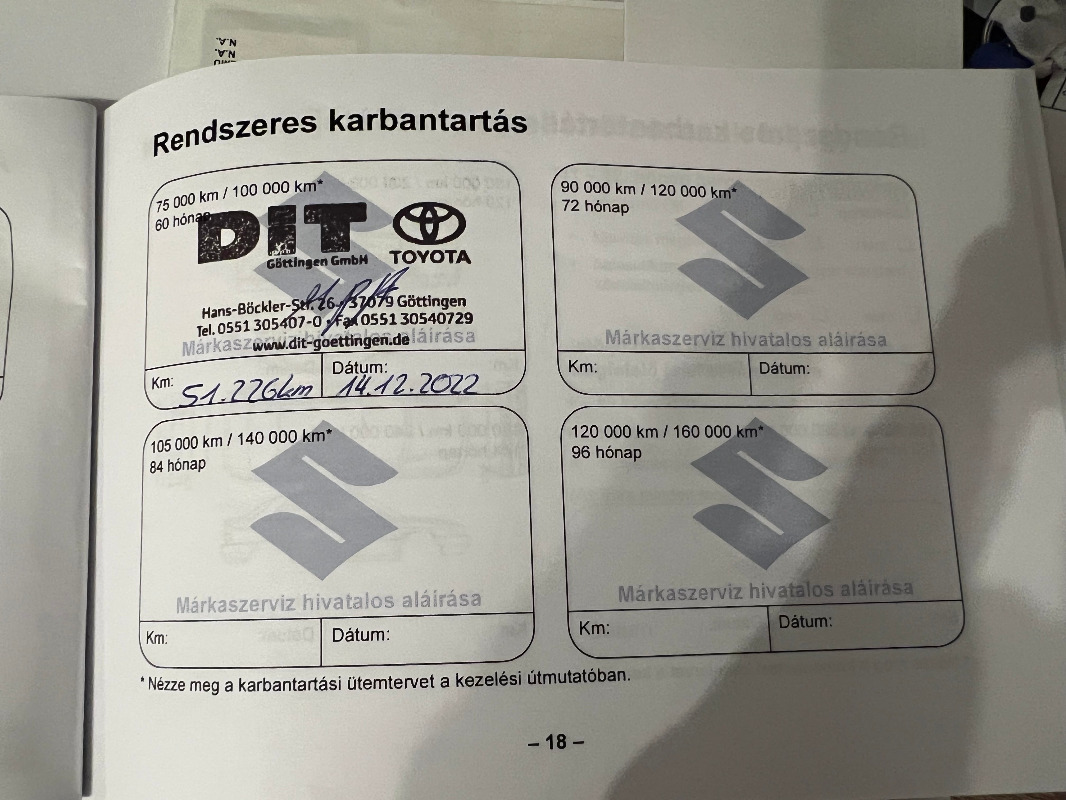 N.A.
N.A.
Rendszeres karbantartás
75 000 km / 100 000 km*
60 hónap
DIT
Göttingen GmbH
TOYOTA
Hans-Böckler-Str. 26 / 37079 Göttingen
Tel. 0551 305407-0 • Fax 0551 30540729
www.dit-goettingen.de
Márkaszerviz hivatalos aláírása
Km: 51.226km
Dátum: 14.12.2022
90 000 km / 120 000 km*
72 hónap
Márkaszerviz hivatalos aláírása
Km:
Dátum:
105 000 km / 140 000 km*
84 hónap
Márkaszerviz hivatalos aláírása
Km:
Dátum:
120 000 km / 160 000 km*
96 hónap
Márkaszerviz hivatalos aláírása
Km:
Dátum:
* Nézze meg a karbantartási ütemtervet a kezelési útmutatóban.
– 18 –